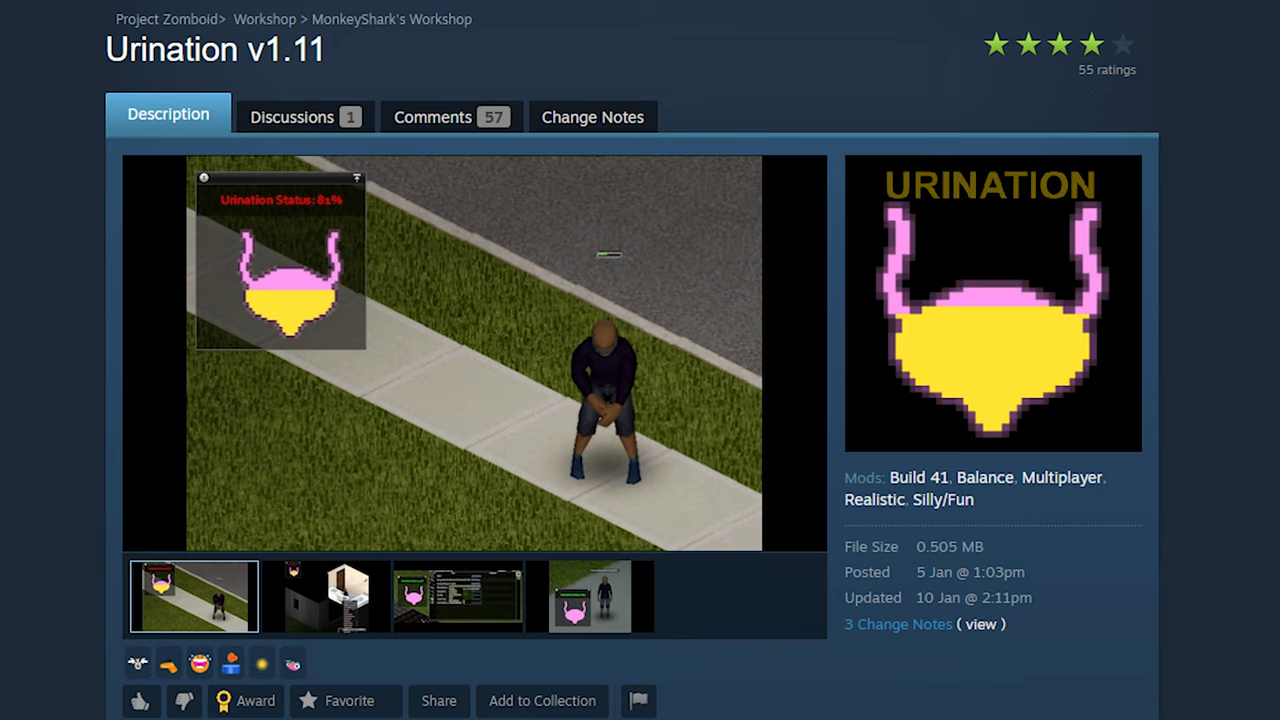 Project Zomboid> Workshop > MonkeyShark's Workshop
Urination v1.11
55 ratings
Description
Discussions 1
Comments 57
Change Notes
Urination Status: 81%
URINATION
Mods: Build 41, Balance, Multiplayer,
Realistic, Silly/Fun
File Size 0.505 MB
Posted 5 Jan @ 1:03pm
Updated 10 Jan @ 2:11pm
3 Change Notes ( view )
Award
Favorite
Share
Add to Collection